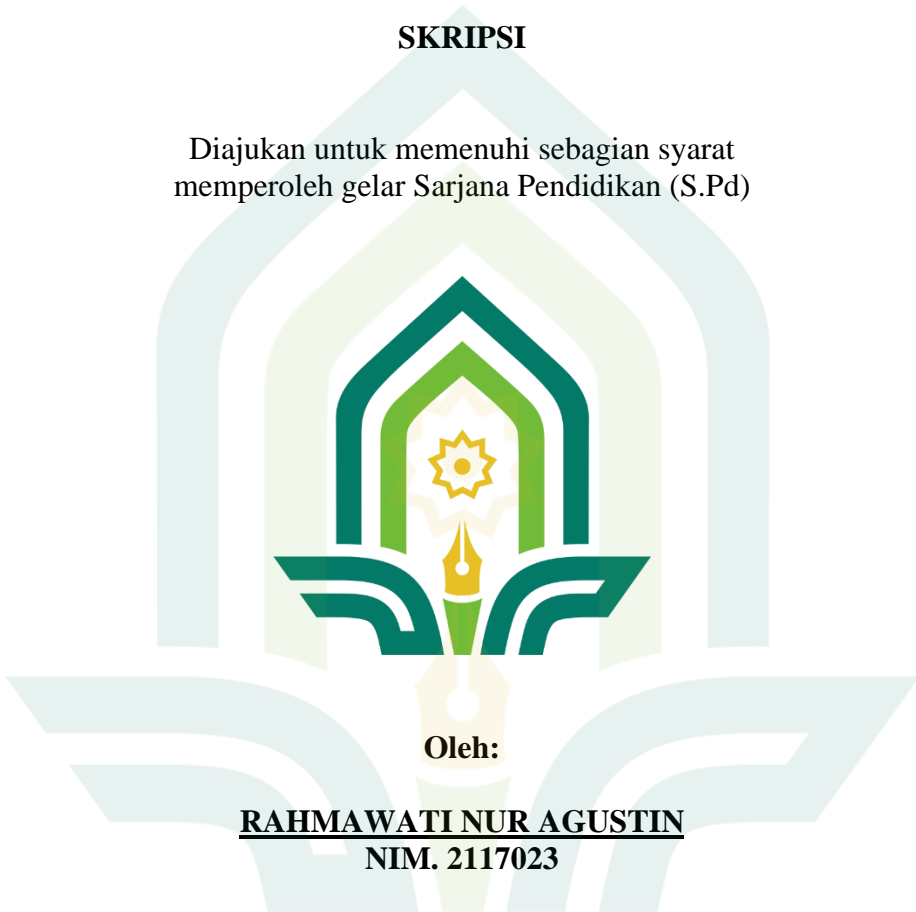 SKRIPSI
Diajukan untuk memenuhi sebagian syarat
memperoleh gelar Sarjana Pendidikan (S.Pd)
Oleh:
RAHMAWATI NUR AGUSTIN
NIM. 2117023